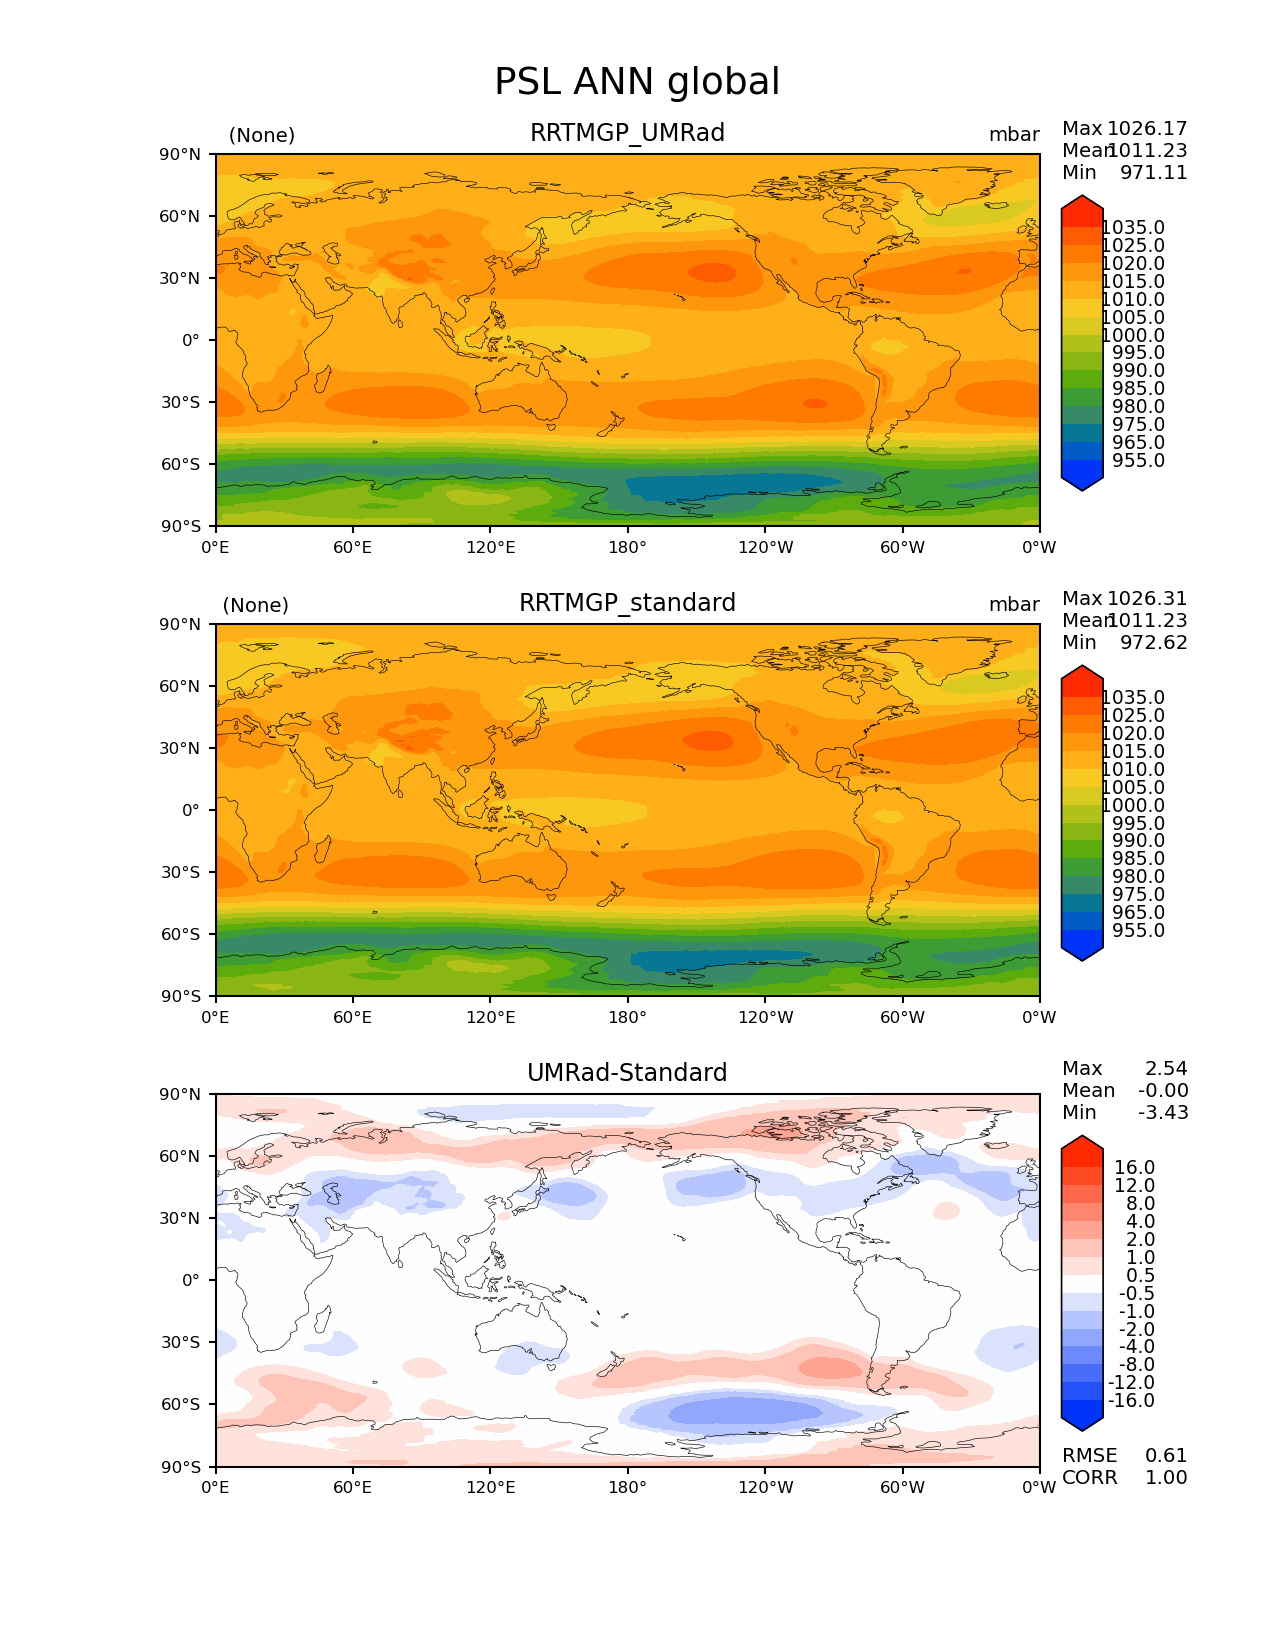 PSL ANN global
(None) RRTMGP_UMRad mbar
Max 1026.17
Mean 1011.23
Min 971.11
90°N
60°N
30°N
0°
30°S
60°S
90°S
0°E 60°E 120°E 180° 120°W 60°W 0°W
1035.0
1025.0
1020.0
1015.0
1010.0
1005.0
1000.0
995.0
990.0
985.0
980.0
975.0
965.0
955.0
(None) RRTMGP_standard mbar
Max 1026.31
Mean 1011.23
Min 972.62
90°N
60°N
30°N
0°
30°S
60°S
90°S
0°E 60°E 120°E 180° 120°W 60°W 0°W
1035.0
1025.0
1020.0
1015.0
1010.0
1005.0
1000.0
995.0
990.0
985.0
980.0
975.0
965.0
955.0
UMRad-Standard
Max 2.54
Mean -0.00
Min -3.43
90°N
60°N
30°N
0°
30°S
60°S
90°S
0°E 60°E 120°E 180° 120°W 60°W 0°W
16.0
12.0
8.0
4.0
2.0
1.0
0.5
-0.5
-1.0
-2.0
-4.0
-8.0
-12.0
-16.0
RMSE 0.61
CORR 1.00